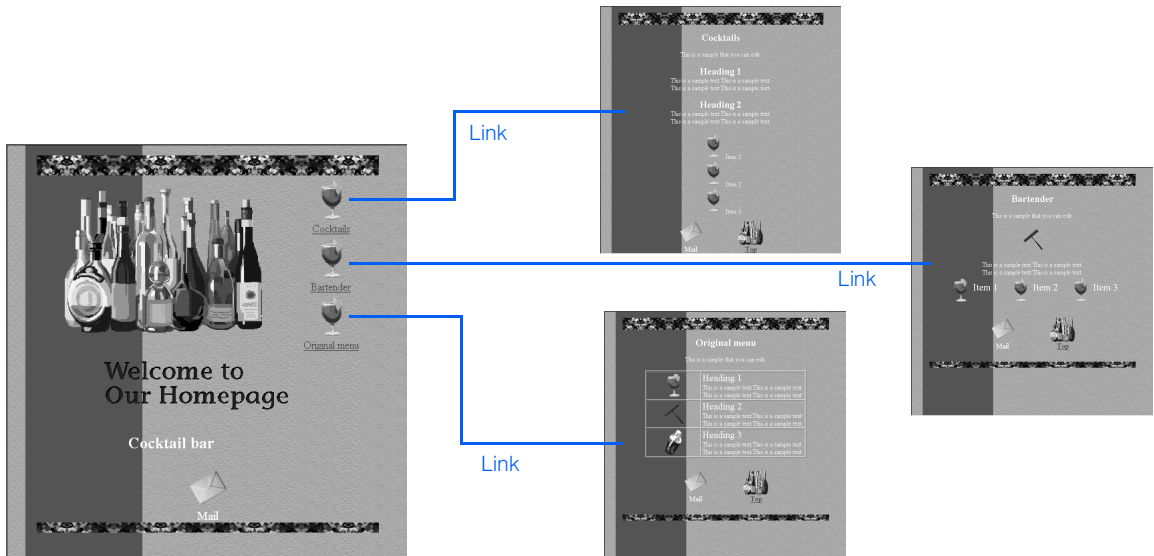 Cocktails
Bartender
Original menu
Welcome to
Our Homepage
Cocktail bar
Mail
Link
Link
Link
Cocktails
This is a sample that you can edit.
Heading 1
This is a sample text.This is a sample text.
This is a sample text.This is a sample text.
Heading 2
This is a sample text.This is a sample text.
This is a sample text.This is a sample text.
Item 1
Item 2
Item 3
Mail
Top
Bartender
This is a sample that you can edit.
This is a sample text.This is a sample text.
This is a sample text.This is a sample text.
Item 1 Item 2 Item 3
Mail
Top
Original menu
This is a sample that you can edit.
Heading 1
This is a sample text.This is a sample text.
This is a sample text.This is a sample text.
Heading 2
This is a sample text.This is a sample text.
This is a sample text.This is a sample text.
Heading 3
This is a sample text.This is a sample text.
This is a sample text.This is a sample text.
Mail
Top